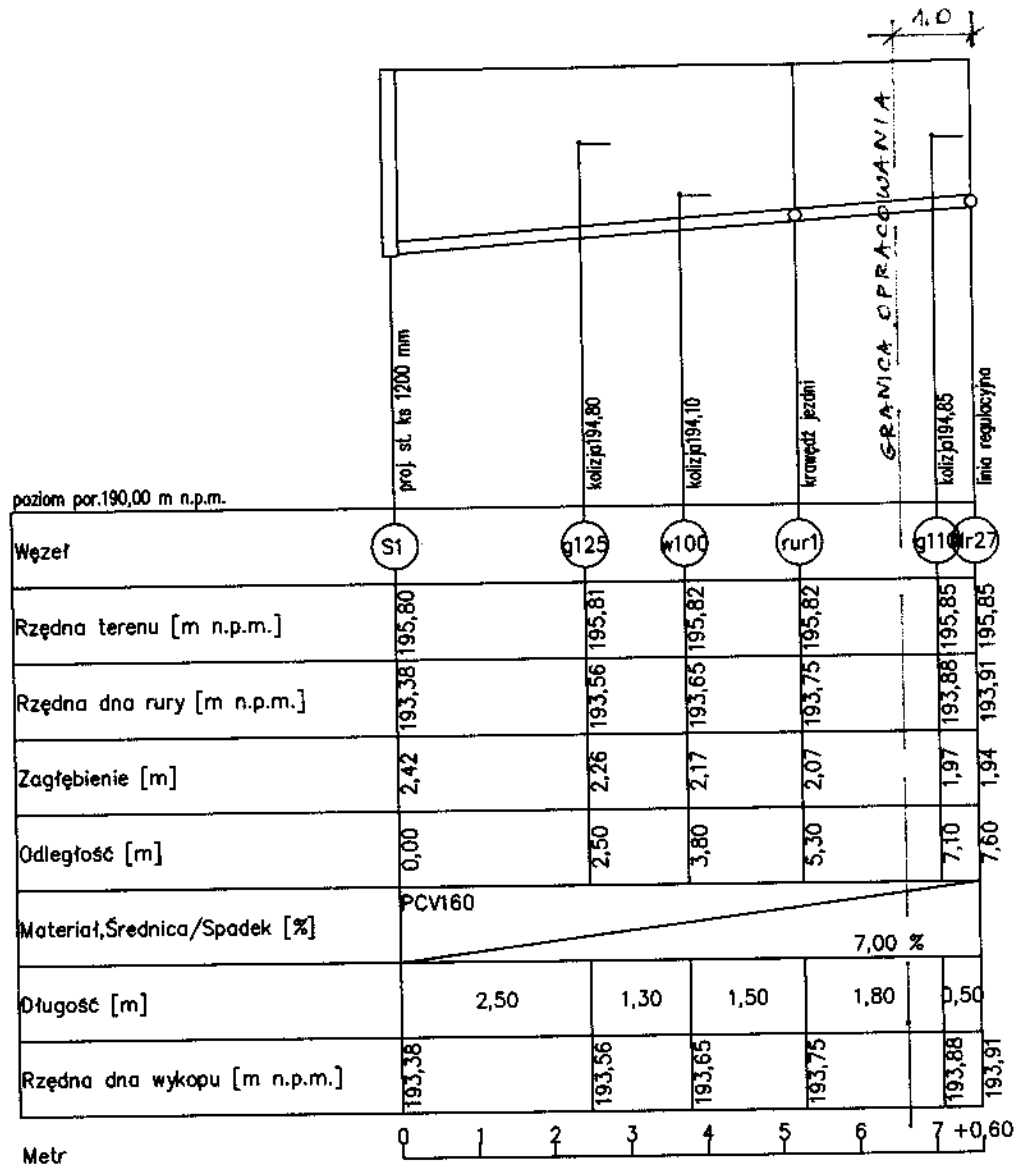 1.0
GRANICA OPRACOWANIA
proj. st. ks 1200 mm
kolizja194,80
kolizja194,10
krawędź jezdni
kolizja194,85
linia regulacyjna
poziom por.190,00 m n.p.m.
Węzeł S1 g125 w100 rur1 g110 lr27
Rzędna terenu [m n.p.m.] 195,80 195,81 195,82 195,82 195,85 195,85
Rzędna dna rury [m n.p.m.] 193,38 193,56 193,65 193,75 193,88 193,91
Zagłębienie [m] 2,42 2,26 2,17 2,07 1,97 1,94
Odległość [m] 0,00 2,50 3,80 5,30 7,10 7,60
PCV160
Materiał,Średnica/Spadek [%]
7,00 %
Długość [m] 2,50 1,30 1,50 1,80 0,50
Rzędna dna wykopu [m n.p.m.] 193,38 193,56 193,65 193,75 193,88 193,91
Metr 0 1 2 3 4 5 6 7 +0,60